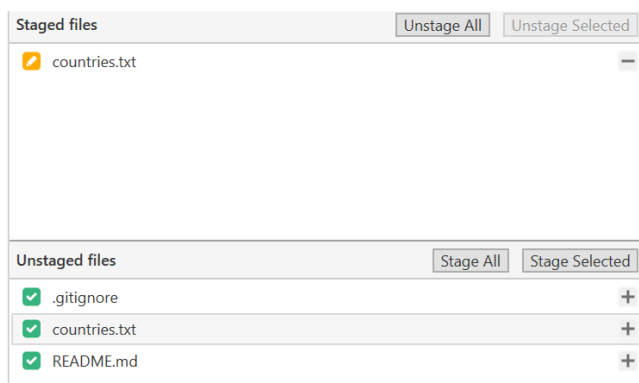 Staged files Unstage All Unstage Selected
countries.txt
Unstaged files Stage All Stage Selected
.gitignore
countries.txt
README.md